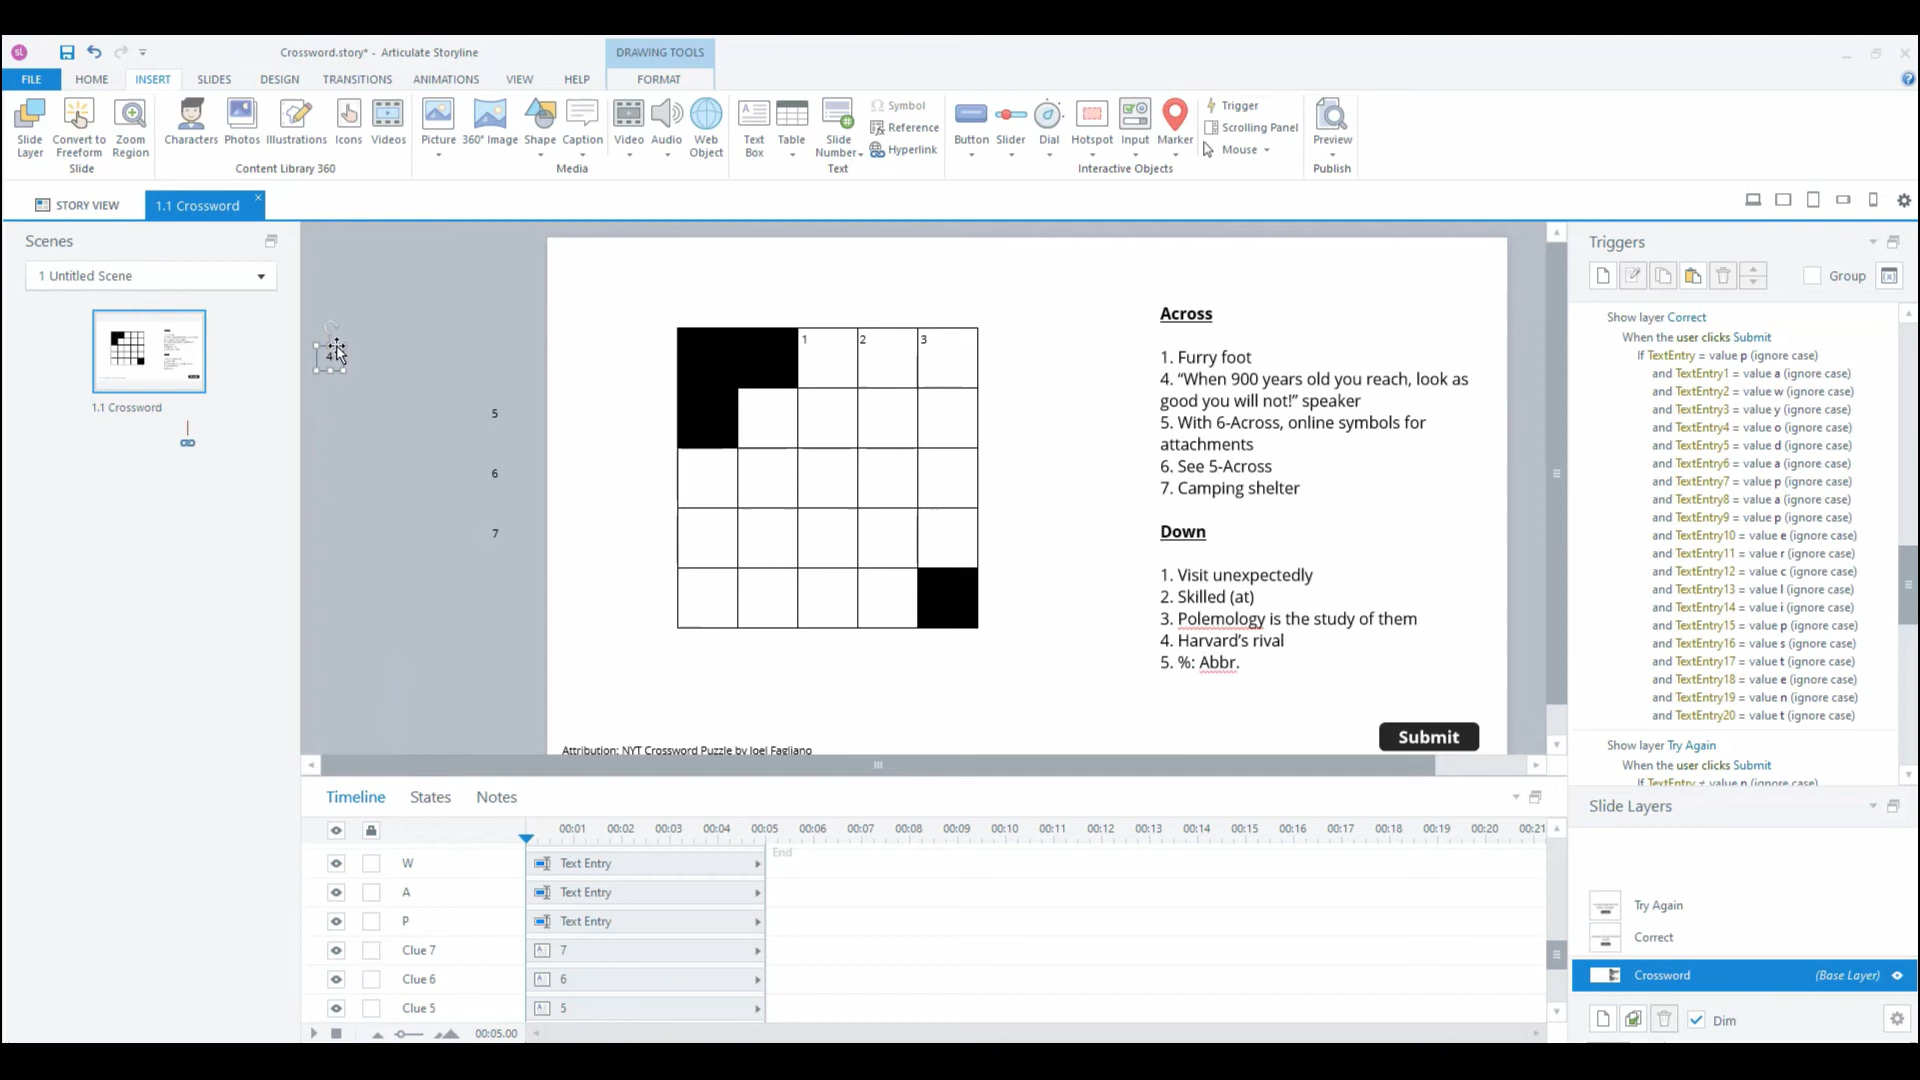 Crossword.story* - Articulate Storyline
DRAWING TOOLS
FILE HOME INSERT SLIDES DESIGN TRANSITIONS ANIMATIONS VIEW HELP FORMAT
Slide Layer
Convert to Freeform
Zoom Region
Characters
Photos
Illustrations
Icons
Videos
Picture
360° Image
Shape
Caption
Video
Audio
Web Object
Text Box
Table
Slide Number
Symbol
Reference
Hyperlink
Button
Slider
Dial
Hotspot
Input
Marker
Trigger
Scrolling Panel
Mouse
Preview
Slide
Content Library 360
Media
Text
Interactive Objects
Publish
STORY VIEW
1.1 Crossword
Scenes
1 Untitled Scene
1.1 Crossword
4
5
6
7
1 2 3
Across
1. Furry foot
4. “When 900 years old you reach, look as
good you will not!” speaker
5. With 6-Across, online symbols for
attachments
6. See 5-Across
7. Camping shelter
Down
1. Visit unexpectedly
2. Skilled (at)
3. Polemology is the study of them
4. Harvard’s rival
5. %: Abbr.
Attribution: NYT Crossword Puzzle by Joel Fagliano
Submit
Triggers
Group
Show layer Correct
When the user clicks Submit
If TextEntry = value p (ignore case)
and TextEntry1 = value a (ignore case)
and TextEntry2 = value w (ignore case)
and TextEntry3 = value y (ignore case)
and TextEntry4 = value o (ignore case)
and TextEntry5 = value d (ignore case)
and TextEntry6 = value a (ignore case)
and TextEntry7 = value p (ignore case)
and TextEntry8 = value a (ignore case)
and TextEntry9 = value p (ignore case)
and TextEntry10 = value e (ignore case)
and TextEntry11 = value r (ignore case)
and TextEntry12 = value c (ignore case)
and TextEntry13 = value l (ignore case)
and TextEntry14 = value i (ignore case)
and TextEntry15 = value p (ignore case)
and TextEntry16 = value s (ignore case)
and TextEntry17 = value t (ignore case)
and TextEntry18 = value e (ignore case)
and TextEntry19 = value n (ignore case)
and TextEntry20 = value t (ignore case)
Show layer Try Again
When the user clicks Submit
If TextEntry ≠ value p (ignore case)
Timeline States Notes
00:01 00:02 00:03 00:04 00:05 00:06 00:07 00:08 00:09 00:10 00:11 00:12 00:13 00:14 00:15 00:16 00:17 00:18 00:19 00:20 00:21
End
W Text Entry
A Text Entry
P Text Entry
Clue 7 7
Clue 6 6
Clue 5 5
00:05.00
Slide Layers
Try Again
Correct
Crossword (Base Layer)
Dim